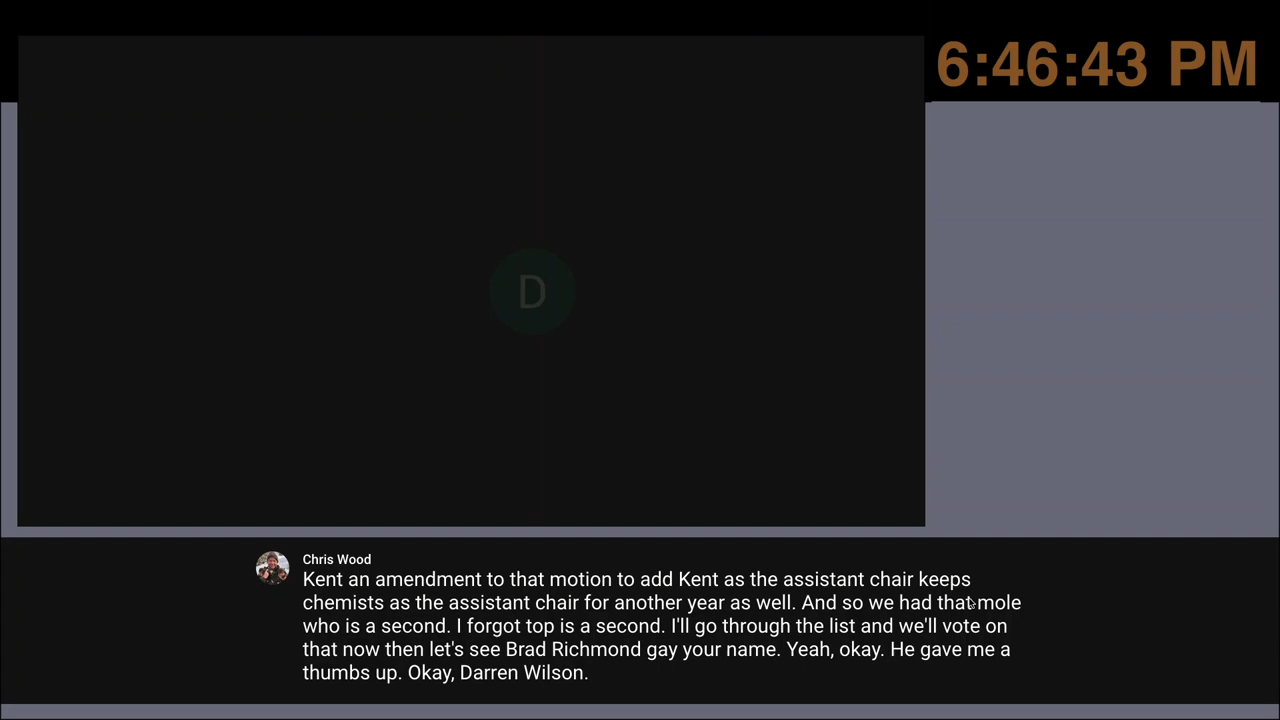 6:46:43 PM
D
Chris Wood
Kent an amendment to that motion to add Kent as the assistant chair keeps
chemists as the assistant chair for another year as well. And so we had that mole
who is a second. I forgot top is a second. I'll go through the list and we'll vote on
that now then let's see Brad Richmond gay your name. Yeah, okay. He gave me a
thumbs up. Okay, Darren Wilson.